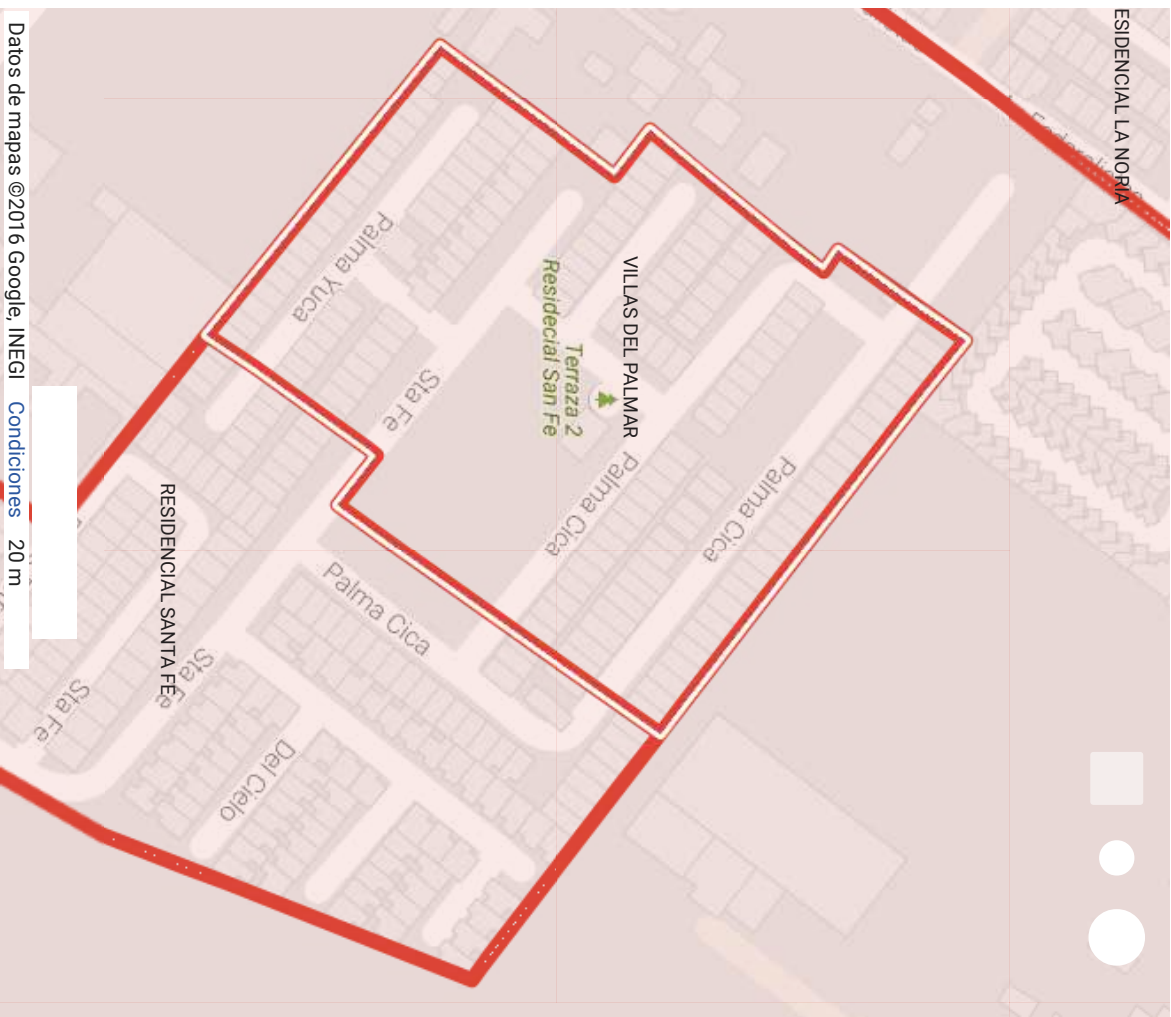 ESIDENCIAL LA NORIA
VILLAS DEL PALMAR
Terraza 2
Residecial San Fe
Palma Yuca
Sta Fe
Palma Cica
Palma Cica
Palma Cica
RESIDENCIAL SANTA FE
Sta Fe
Sta Fe
Del Cielo
Datos de mapas ©2016 Google, INEGI Condiciones 20 m